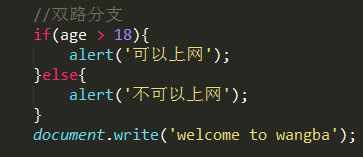 //双路分支
if(age > 18){
    alert('可以上网');
}else{
    alert('不可以上网');
}
document.write('welcome to wangba');